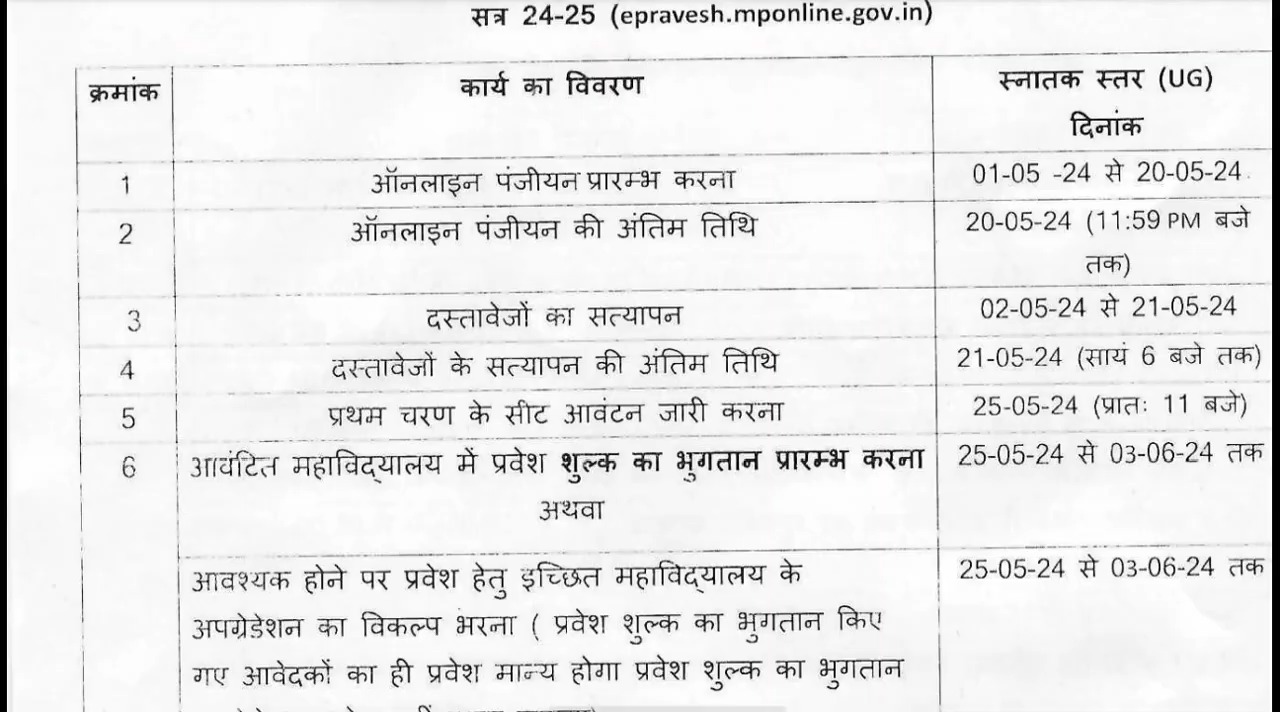 सत्र 24-25 (epravesh.mponline.gov.in)
क्रमांक कार्य का विवरण स्नातक स्तर (UG)
दिनांक
1 ऑनलाइन पंजीयन प्रारम्भ करना 01-05 -24 से 20-05-24
2 ऑनलाइन पंजीयन की अंतिम तिथि 20-05-24 (11:59 PM बजे
तक)
3 दस्तावेजों का सत्यापन 02-05-24 से 21-05-24
4 दस्तावेजों के सत्यापन की अंतिम तिथि 21-05-24 (सायं 6 बजे तक)
5 प्रथम चरण के सीट आवंटन जारी करना 25-05-24 (प्रातः 11 बजे)
6 आवंटित महाविद्यालय में प्रवेश शुल्क का भुगतान प्रारम्भ करना 25-05-24 से 03-06-24 तक
अथवा
आवश्यक होने पर प्रवेश हेतु इच्छित महाविद्यालय के 25-05-24 से 03-06-24 तक
अपग्रेडेशन का विकल्प भरना ( प्रवेश शुल्क का भुगतान किए
गए आवेदकों का ही प्रवेश मान्य होगा प्रवेश शुल्क का भुगतान